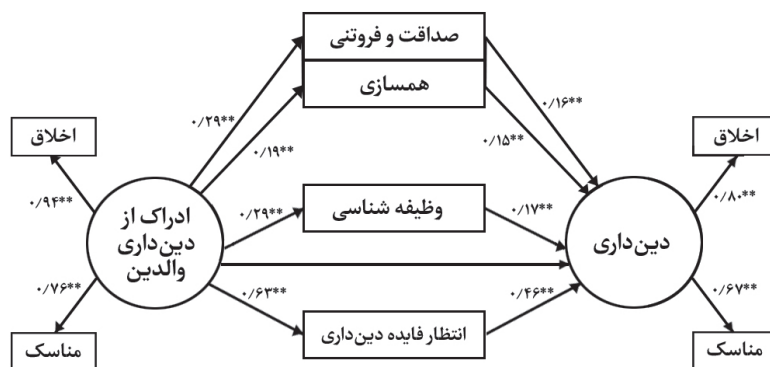 صداقت و فروتنی
همسازی
۰/۲۹**
۰/۱۶**
اخلاق
اخلاق
۰/۱۹**
۰/۱۵**
۰/۹۴**
۰/۸۰**
ادراک از
دین‌داری
والدین
۰/۲۹**
وظیفه شناسی
۰/۱۷**
دین‌داری
۰/۷۶**
۰/۶۳**
۰/۴۶**
۰/۶۷**
انتظار فایده دین‌داری
مناسک
مناسک